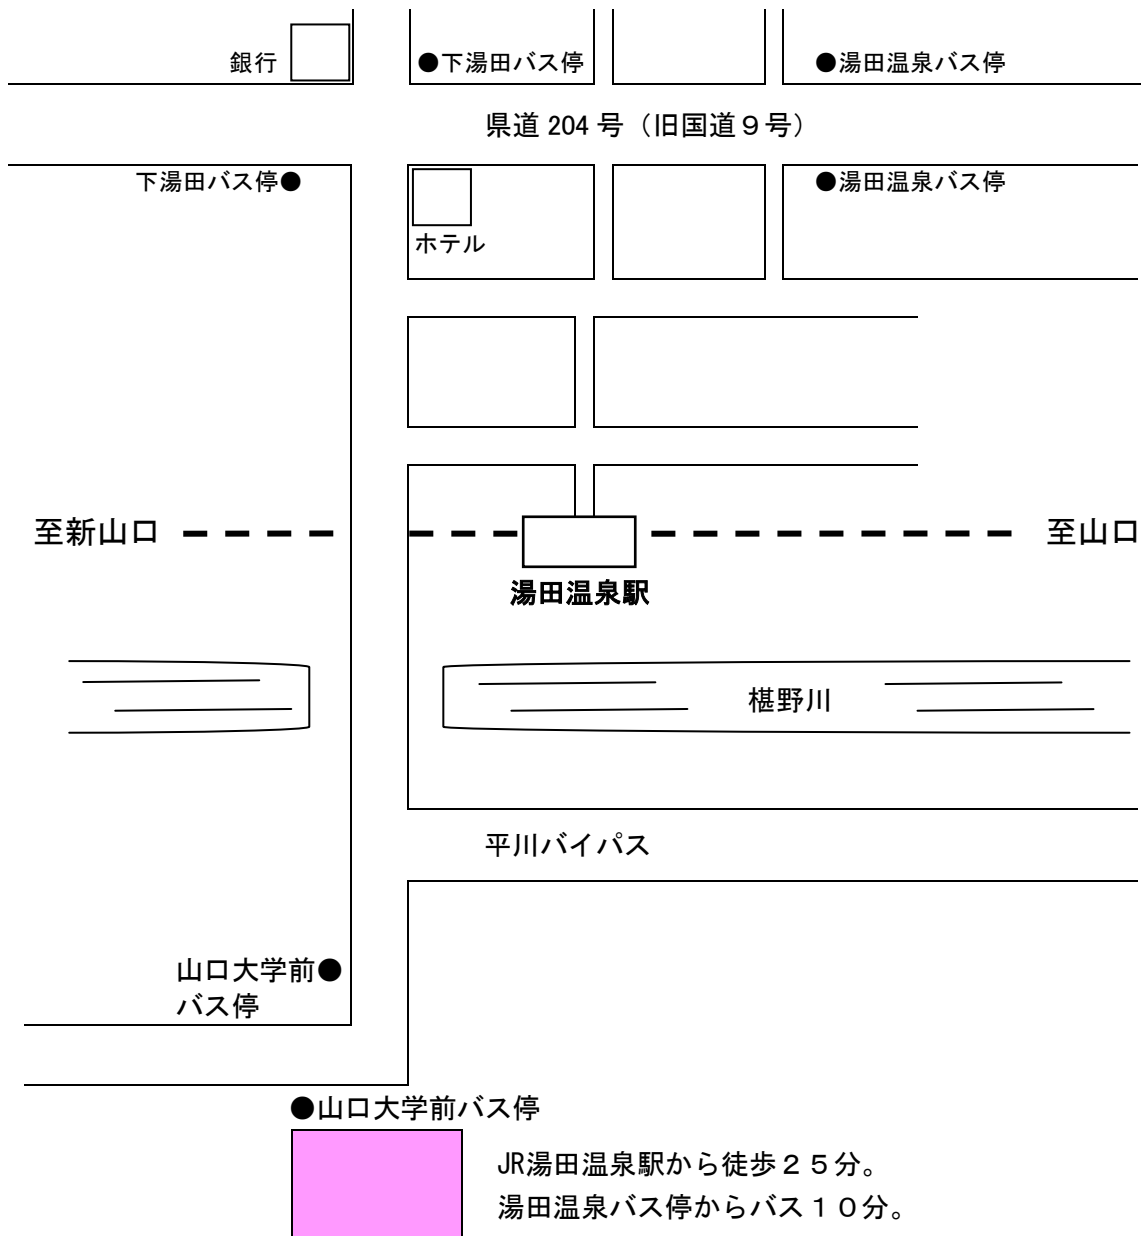 銀行
●下湯田バス停
●湯田温泉バス停
県道204号（旧国道９号）
下湯田バス停●
●湯田温泉バス停
ホテル
至新山口
至山口
湯田温泉駅
椹野川
平川バイパス
山口大学前●
バス停
●山口大学前バス停
JR湯田温泉駅から徒歩２５分。
湯田温泉バス停からバス１０分。